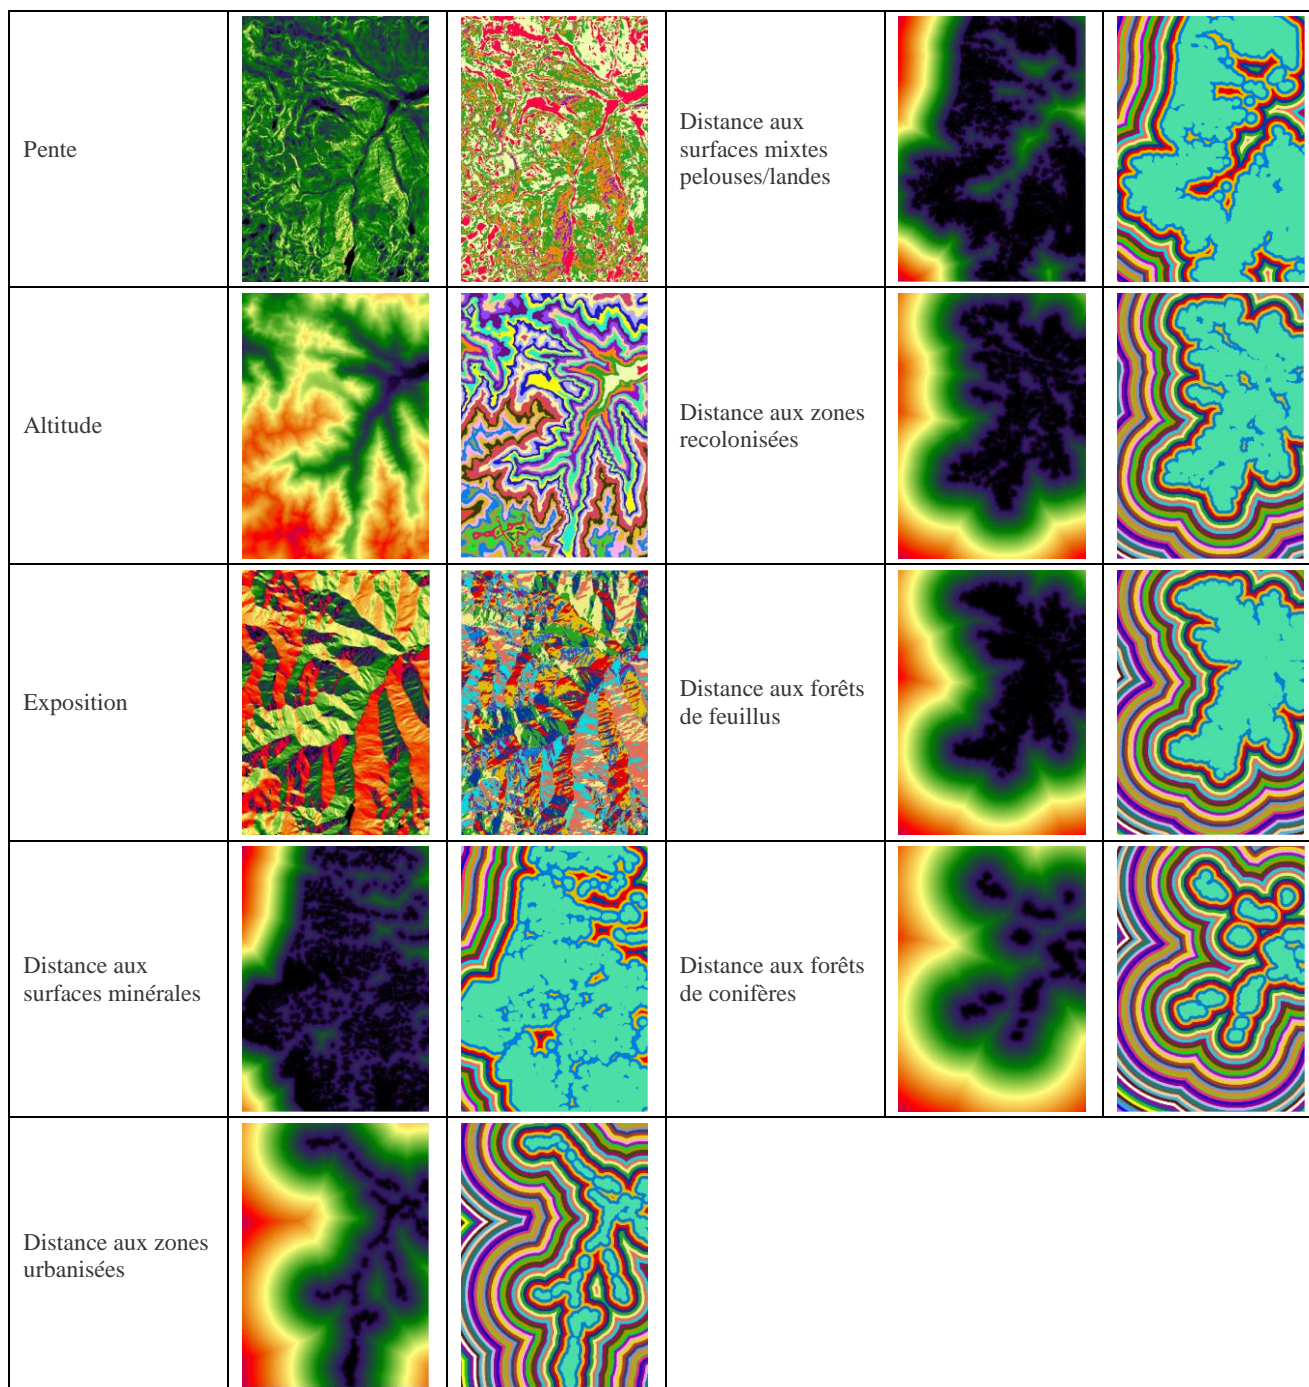 Pente
Distance aux
surfaces mixtes
pelouses/landes
Altitude
Distance aux zones
recolonisées
Exposition
Distance aux forêts
de feuillus
Distance aux
surfaces minérales
Distance aux forêts
de conifères
Distance aux zones
urbanisées